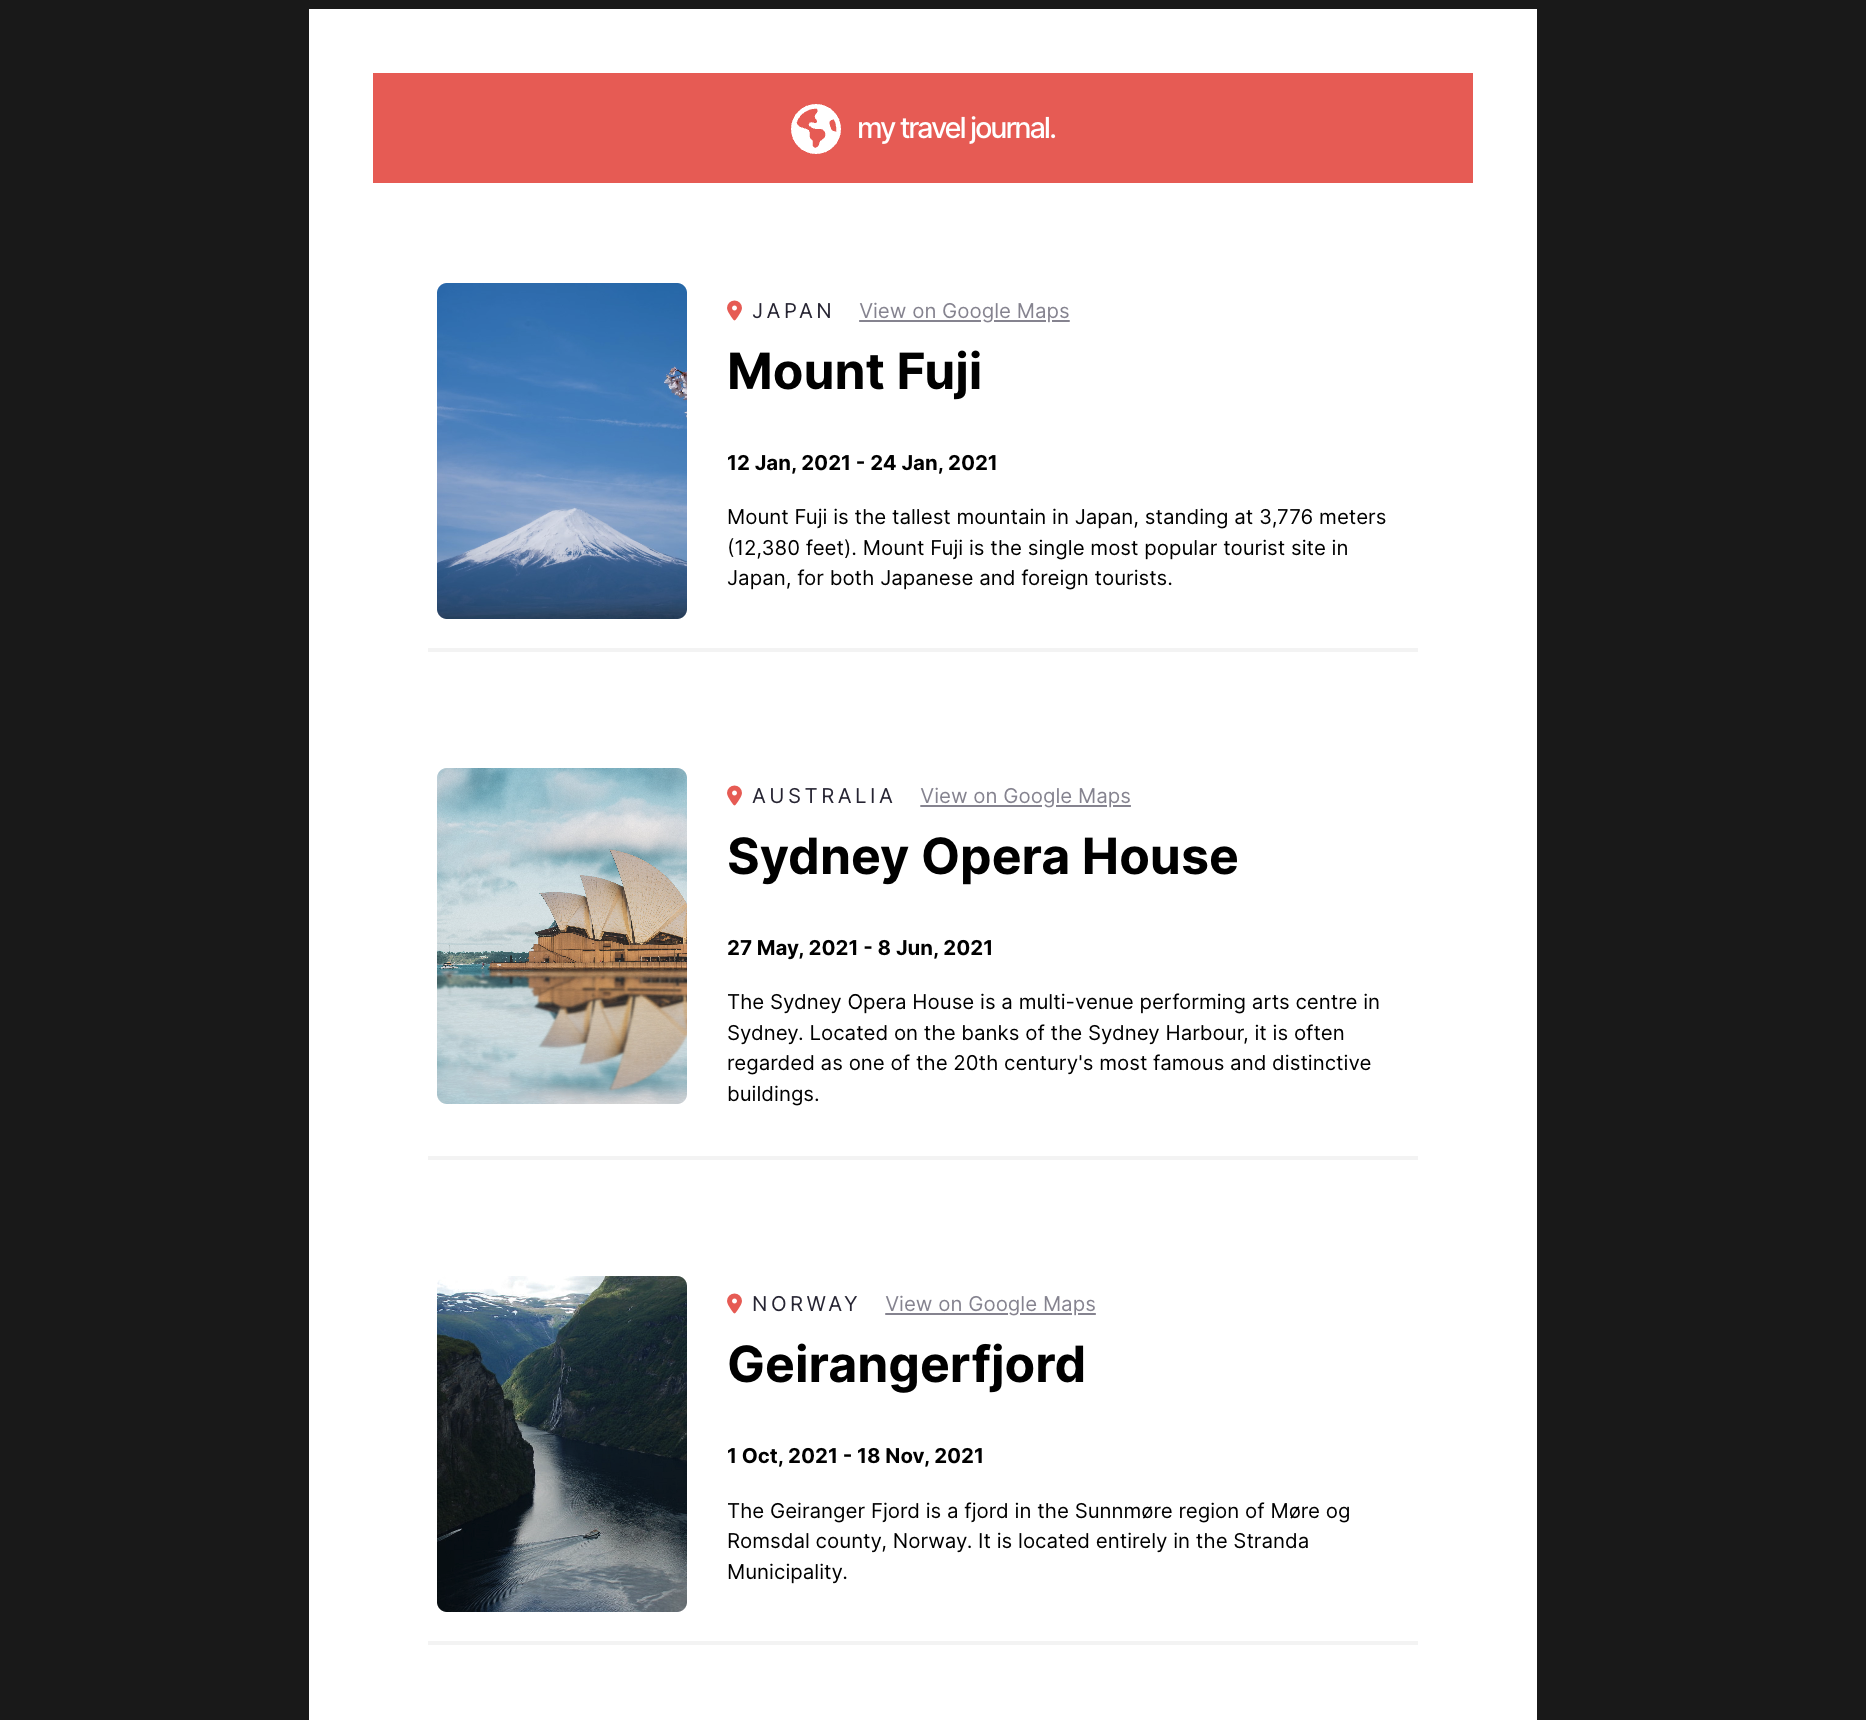 my travel journal.
JAPAN View on Google Maps
Mount Fuji
12 Jan, 2021 - 24 Jan, 2021
Mount Fuji is the tallest mountain in Japan, standing at 3,776 meters
(12,380 feet). Mount Fuji is the single most popular tourist site in
Japan, for both Japanese and foreign tourists.
AUSTRALIA View on Google Maps
Sydney Opera House
27 May, 2021 - 8 Jun, 2021
The Sydney Opera House is a multi-venue performing arts centre in
Sydney. Located on the banks of the Sydney Harbour, it is often
regarded as one of the 20th century's most famous and distinctive
buildings.
NORWAY View on Google Maps
Geirangerfjord
1 Oct, 2021 - 18 Nov, 2021
The Geiranger Fjord is a fjord in the Sunnmøre region of Møre og
Romsdal county, Norway. It is located entirely in the Stranda
Municipality.